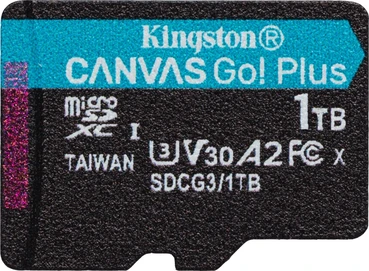 Kingston®
CANVAS Go! Plus
micro SD XC I
1TB
TAIWAN U3 V30 A2 FC X
SDCG3/1TB